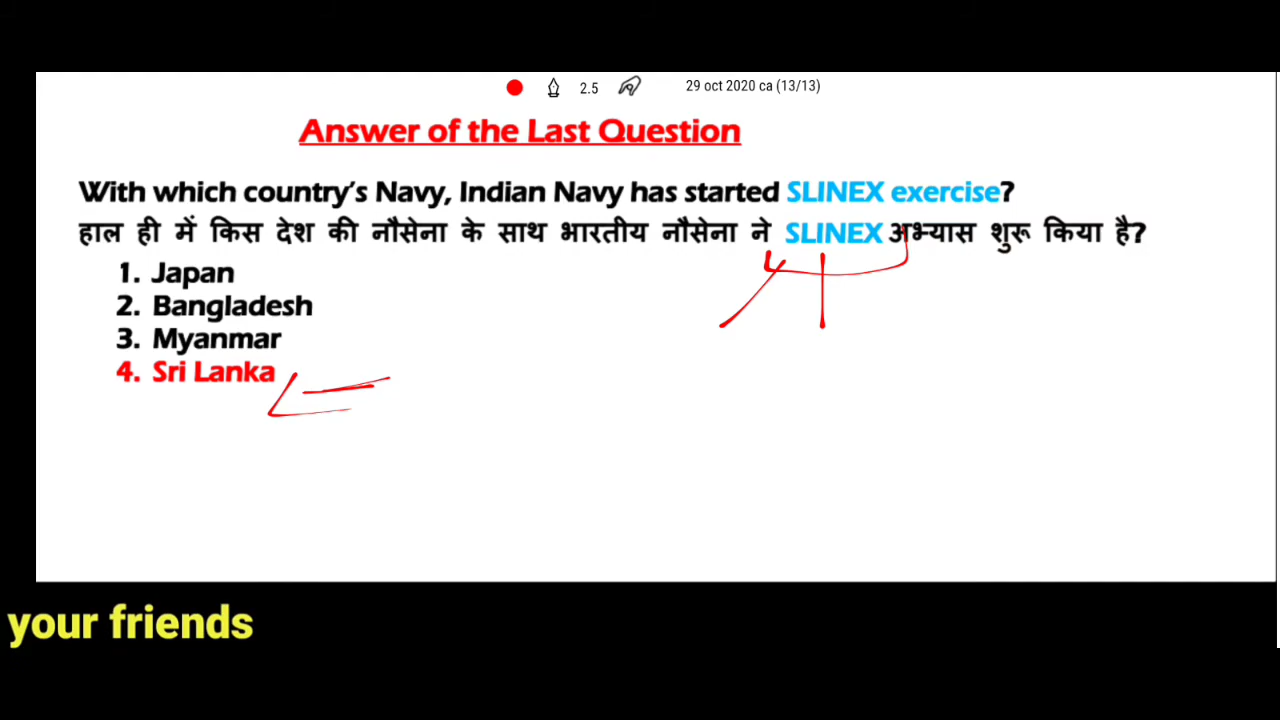 2.5 29 oct 2020 ca (13/13)
Answer of the Last Question
With which country's Navy, Indian Navy has started SLINEX exercise?
हाल ही में किस देश की नौसेना के साथ भारतीय नौसेना ने SLINEX अभ्यास शुरू किया है?
1. Japan
2. Bangladesh
3. Myanmar
4. Sri Lanka
your friends